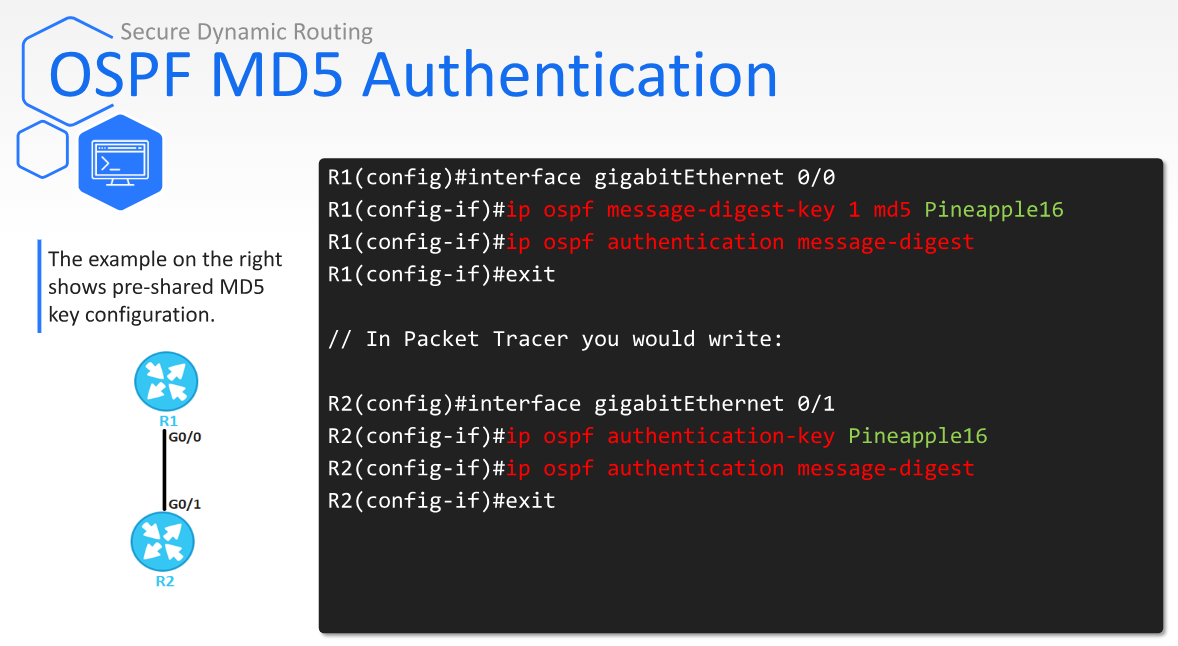 Secure Dynamic Routing
OSPF MD5 Authentication
The example on the right
shows pre-shared MD5
key configuration.
R1
G0/0
G0/1
R2
R1(config)#interface gigabitEthernet 0/0
R1(config-if)#ip ospf message-digest-key 1 md5 Pineapple16
R1(config-if)#ip ospf authentication message-digest
R1(config-if)#exit
// In Packet Tracer you would write:
R2(config)#interface gigabitEthernet 0/1
R2(config-if)#ip ospf authentication-key Pineapple16
R2(config-if)#ip ospf authentication message-digest
R2(config-if)#exit